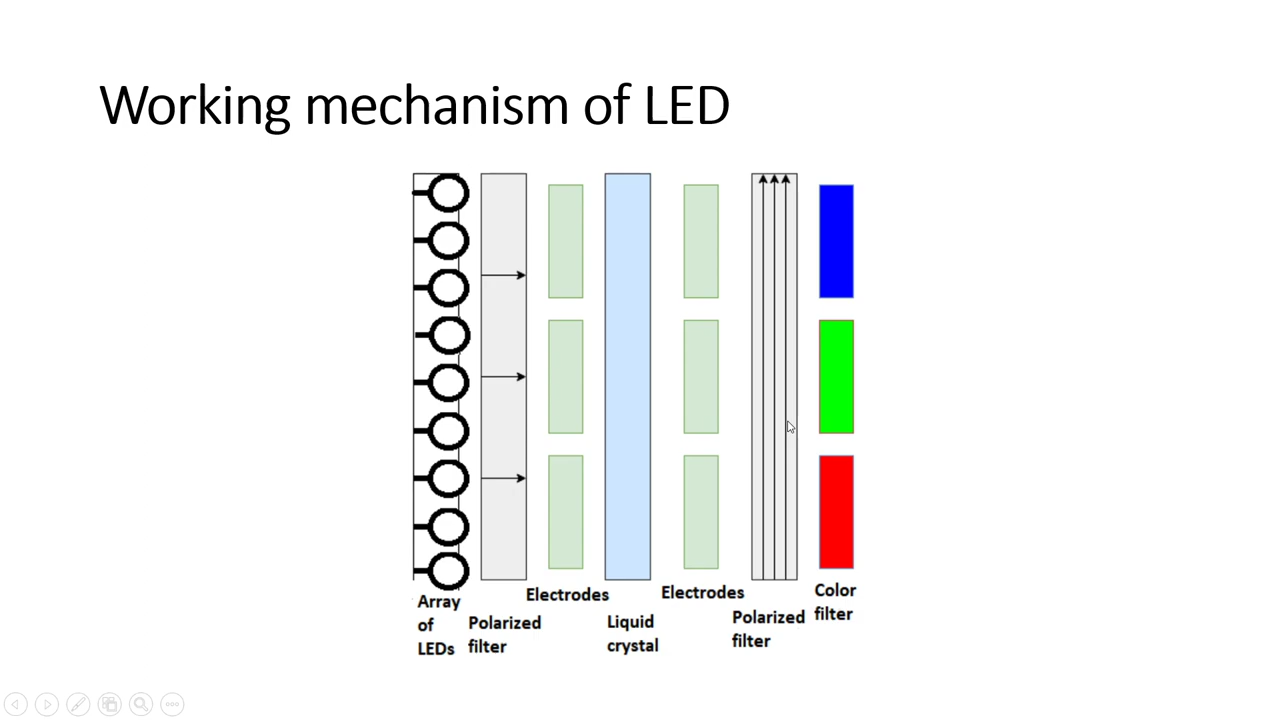 Working mechanism of LED
Array
of
LEDs
Polarized
filter
Electrodes
Liquid
crystal
Electrodes
Polarized
filter
Color
filter